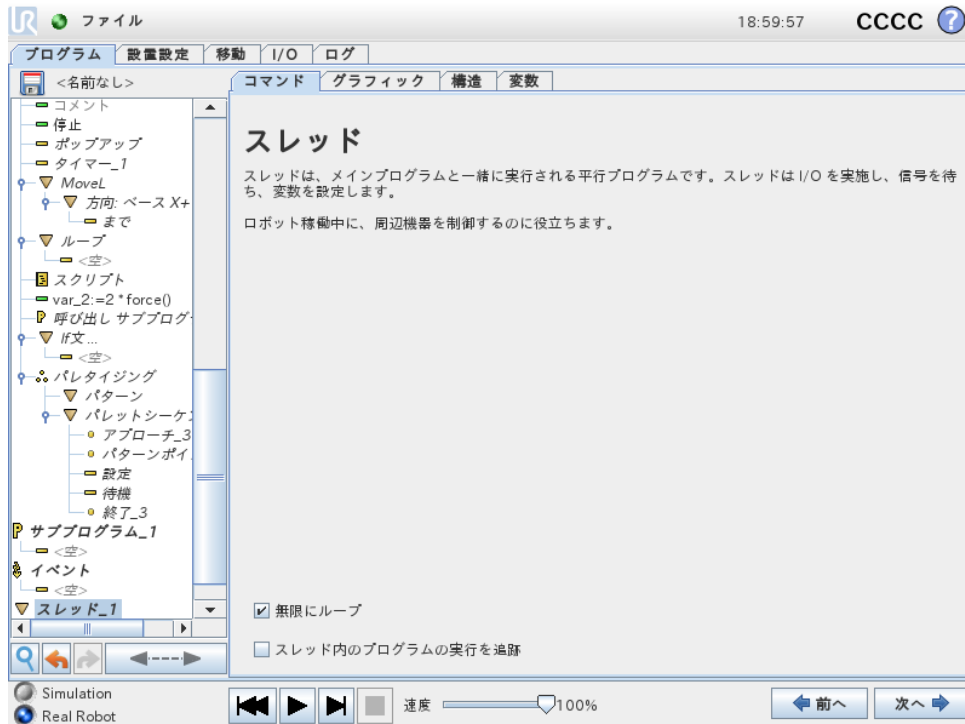 UR
ファイル
18:59:57
CCCC
?
プログラム
設置設定
移動
I/O
ログ
<名前なし>
コマンド
グラフィック
構造
変数
コメント
停止
ポップアップ
タイマー_1
MoveL
方向: ベース X+
まで
ループ
<空>
スクリプト
var_2:=2 * force()
呼び出し サブプログ
If文 ...
<空>
パレタイジング
パターン
パレットシーケン
アプローチ_3
パターンポイ
設定
待機
終了_3
サブプログラム_1
<空>
イベント
<空>
スレッド_1
スレッド
スレッドは、メインプログラムと一緒に実行される平行プログラムです。スレッドは I/O を実施し、信号を待
ち、変数を設定します。
ロボット稼働中に、周辺機器を制御するのに役立ちます。
無限にループ
スレッド内のプログラムの実行を追跡
Simulation
Real Robot
速度
100%
前へ
次へ